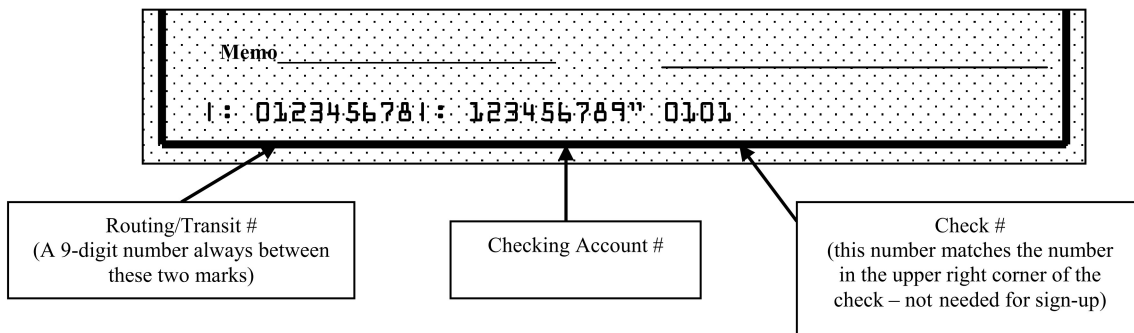 Memo
|: 012345678|: 123456789" 0101
Routing/Transit #
(A 9-digit number always between
these two marks)
Checking Account #
Check #
(this number matches the number
in the upper right corner of the
check – not needed for sign-up)